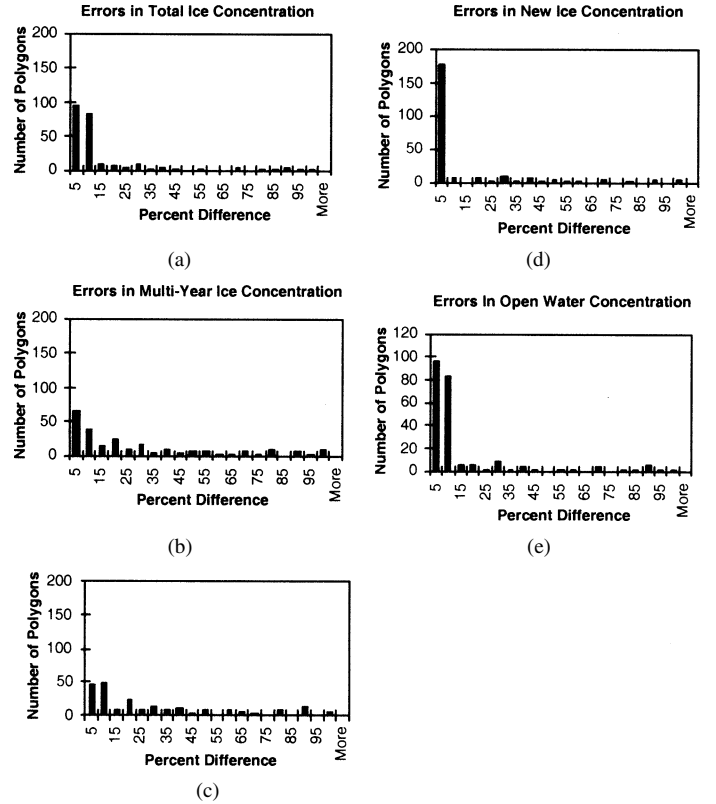 Errors in Total Ice Concentration
200
150
100
50
0
Number of Polygons
5 15 25 35 45 55 65 75 85 95 More
Percent Difference
(a)
Errors in New Ice Concentration
200
150
100
50
0
Number of Polygons
5 15 25 35 45 55 65 75 85 95 More
Percent Difference
(d)
Errors in Multi-Year Ice Concentration
200
150
100
50
0
Number of Polygons
5 15 25 35 45 55 65 75 85 95 More
Percent Difference
(b)
Errors In Open Water Concentration
120
100
80
60
40
20
0
Number of Polygons
5 15 25 35 45 55 65 75 85 95 More
Percent Difference
(e)
200
150
100
50
0
Number of Polygons
5 15 25 35 45 55 65 75 85 95 More
Percent Difference
(c)